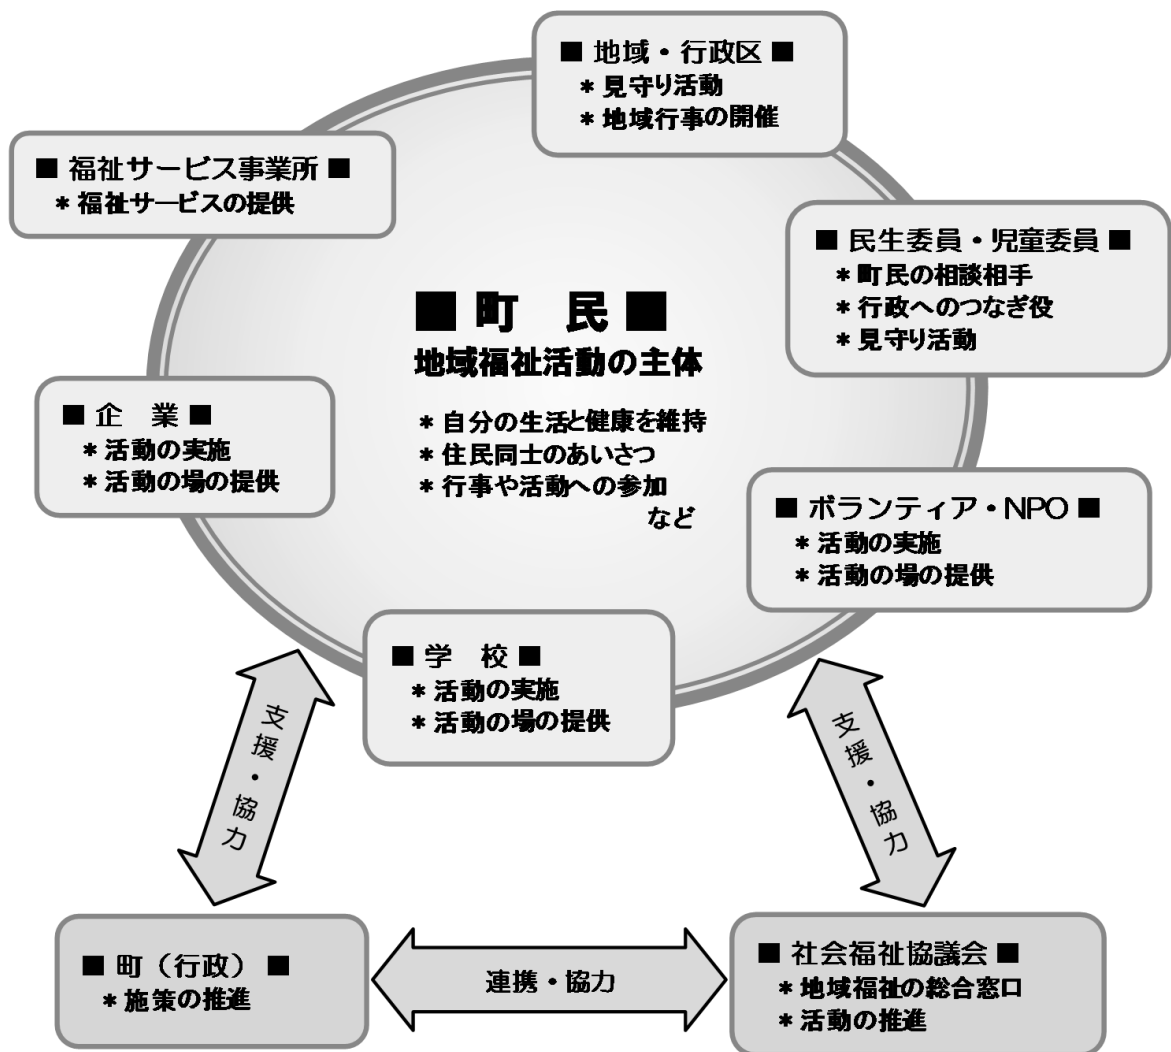 ■ 地域・行政区 ■
* 見守り活動
* 地域行事の開催
■ 福祉サービス事業所 ■
* 福祉サービスの提供
■ 民生委員・児童委員 ■
* 町民の相談相手
* 行政へのつなぎ役
* 見守り活動
■ 町　民 ■
地域福祉活動の主体
* 自分の生活と健康を維持
* 住民同士のあいさつ
* 行事や活動への参加
など
■ 企　業 ■
* 活動の実施
* 活動の場の提供
■ ボランティア・NPO ■
* 活動の実施
* 活動の場の提供
■ 学　校 ■
* 活動の実施
* 活動の場の提供
支援・協力
支援・協力
■ 町（行政） ■
* 施策の推進
連携・協力
■ 社会福祉協議会 ■
* 地域福祉の総合窓口
* 活動の推進